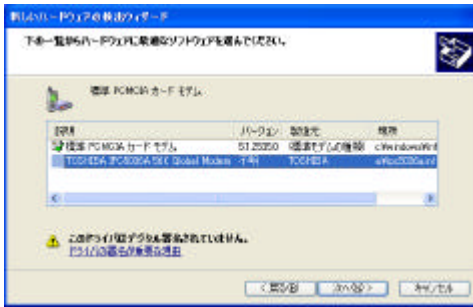 新しいハードウェアの検出ウィザード
下の一覧からハードウェアに最適なソフトウェアを選んでください。
標準 PCMCIA カード モデム
説明 バージョン 製造元 場所
標準 PCMCIA カード モデム (標準モデムの種類)
TOSHIBA 56K Global Modem 不明 TOSHIBA
このドライバはデジタル署名されていません。
ドライバの署名が重要な理由
< 戻る(B) 次へ(N) > キャンセル